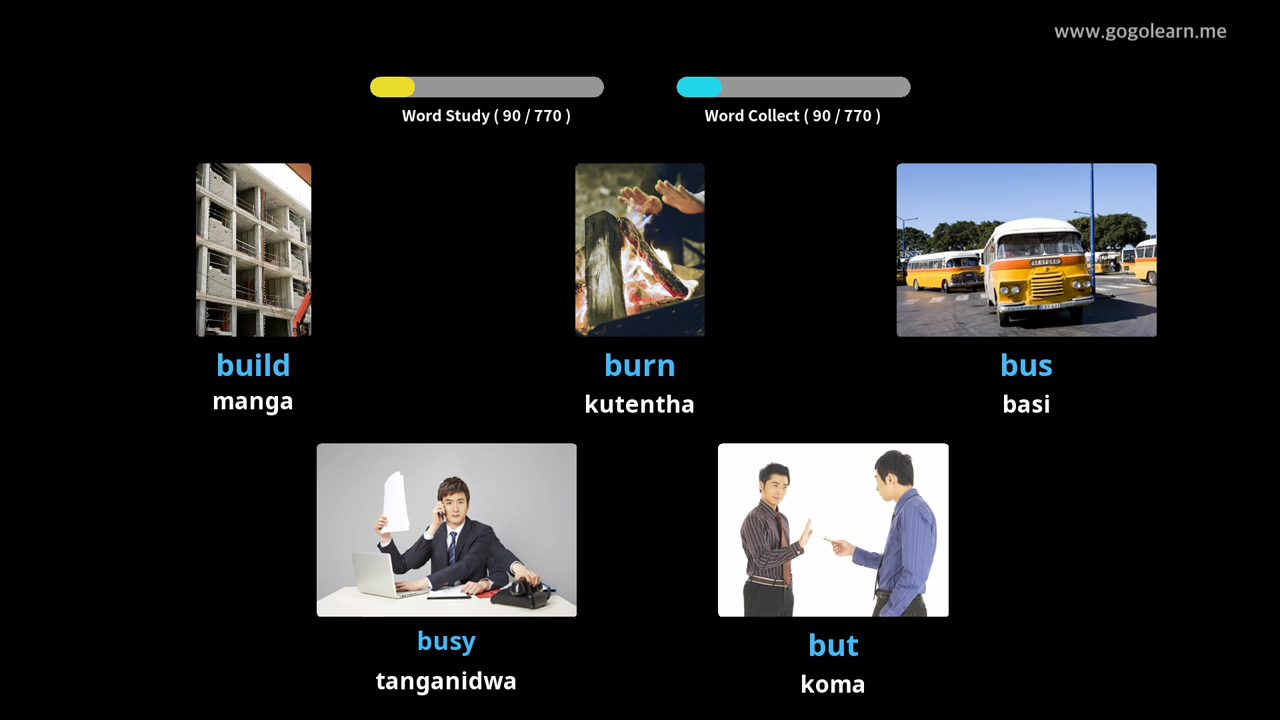 www.gogolearn.me
Word Study ( 90 / 770 )
Word Collect ( 90 / 770 )
BEDFORD
build
manga
burn
kutentha
bus
basi
busy
tanganidwa
but
koma